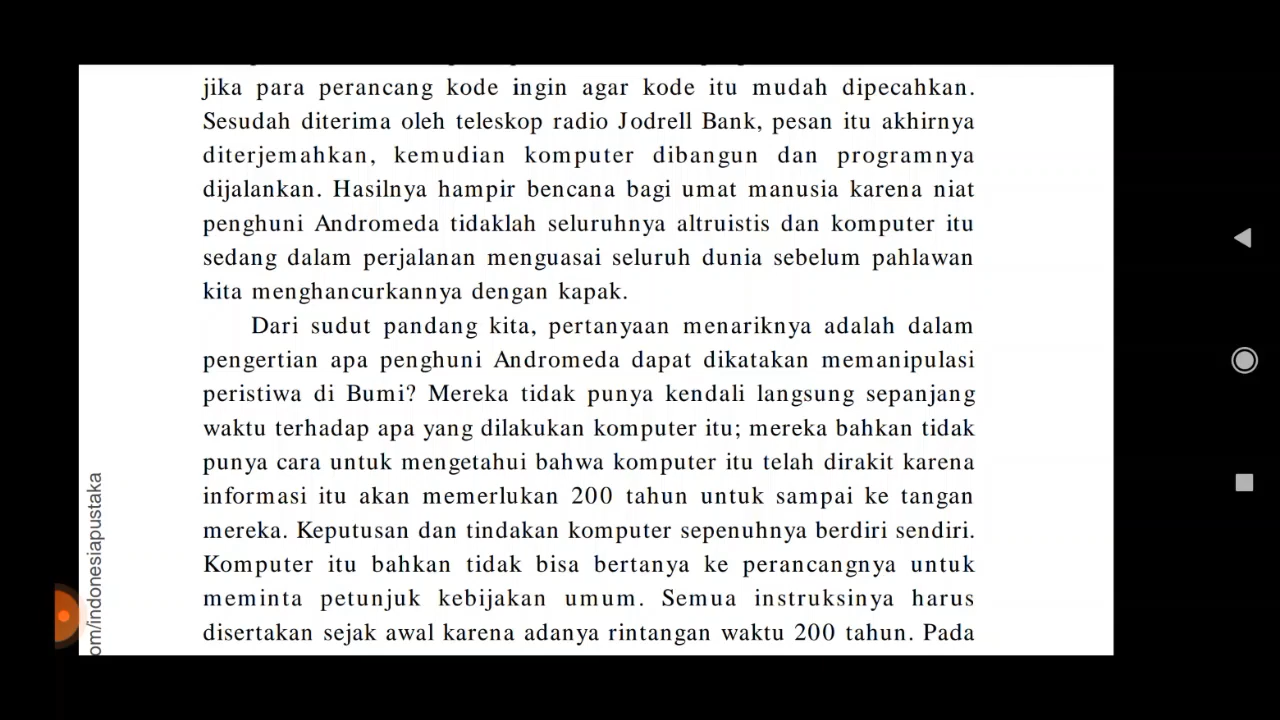 jika para perancang kode ingin agar kode itu mudah dipecahkan.
Sesudah diterima oleh teleskop radio Jodrell Bank, pesan itu akhirnya
diterjemahkan, kemudian komputer dibangun dan programnya
dijalankan. Hasilnya hampir bencana bagi umat manusia karena niat
penghuni Andromeda tidaklah seluruhnya altruistis dan komputer itu
sedang dalam perjalanan menguasai seluruh dunia sebelum pahlawan
kita menghancurkannya dengan kapak.
Dari sudut pandang kita, pertanyaan menariknya adalah dalam
pengertian apa penghuni Andromeda dapat dikatakan memanipulasi
peristiwa di Bumi? Mereka tidak punya kendali langsung sepanjang
waktu terhadap apa yang dilakukan komputer itu; mereka bahkan tidak
punya cara untuk mengetahui bahwa komputer itu telah dirakit karena
informasi itu akan memerlukan 200 tahun untuk sampai ke tangan
mereka. Keputusan dan tindakan komputer sepenuhnya berdiri sendiri.
Komputer itu bahkan tidak bisa bertanya ke perancangnya untuk
meminta petunjuk kebijakan umum. Semua instruksinya harus
disertakan sejak awal karena adanya rintangan waktu 200 tahun. Pada
om/indonesiapustaka